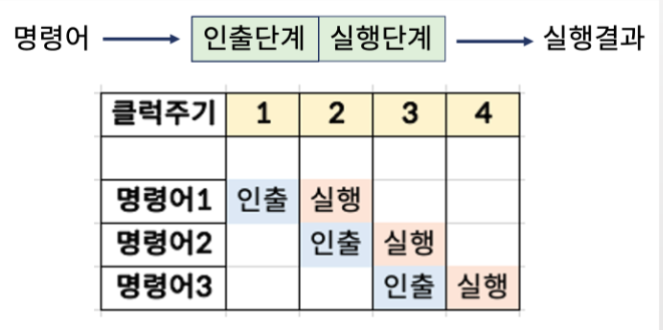 명령어 인출단계 실행단계 실행결과
클럭주기 1 2 3 4
명령어1 인출 실행
명령어2 인출 실행
명령어3 인출 실행